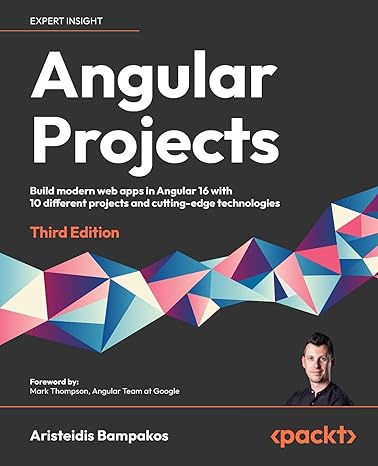 EXPERT INSIGHT
Angular
Projects
Build modern web apps in Angular 16 with
10 different projects and cutting-edge technologies
Third Edition
Foreword by:
Mark Thompson, Angular Team at Google
Aristeidis Bampakos
<packt>